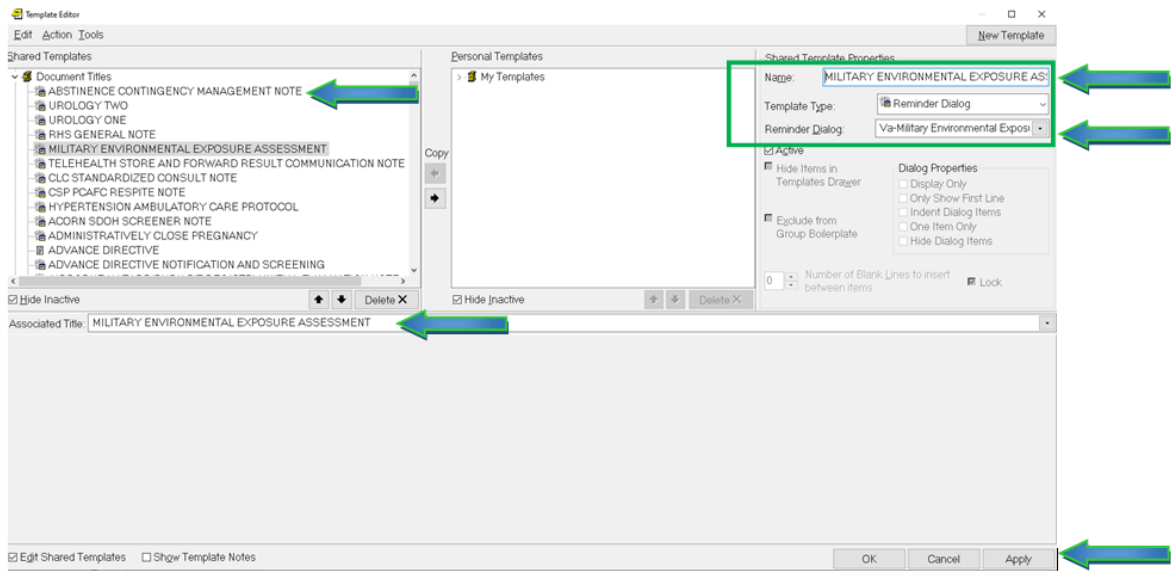 Template Editor
Edit Action Tools
New Template
Shared Templates
Personal Templates
Shared Template Properties
Document Titles
ABSTINENCE CONTINGENCY MANAGEMENT NOTE
UROLOGY TWO
UROLOGY ONE
RHS GENERAL NOTE
MILITARY ENVIRONMENTAL EXPOSURE ASSESSMENT
TELEHEALTH STORE AND FORWARD RESULT COMMUNICATION NOTE
CLC STANDARDIZED CONSULT NOTE
CSP PCAFC RESPITE NOTE
HYPERTENSION AMBULATORY CARE PROTOCOL
ACORN SDOH SCREENER NOTE
ADMINISTRATIVELY CLOSE PREGNANCY
ADVANCE DIRECTIVE
ADVANCE DIRECTIVE NOTIFICATION AND SCREENING
Hide Inactive
Delete X
Copy
My Templates
Hide Inactive
Delete X
Name: MILITARY ENVIRONMENTAL EXPOSURE ASS
Template Type: Reminder Dialog
Reminder Dialog: Va-Military Environmental Expos
Active
Hide Items in
Templates Drawer
Exclude from
Group Boilerplate
Dialog Properties
Display Only
Only Show First
Line
Indent Dialog
Items
One Item Only
Hide Dialog Items
0 Number of Blank Lines to insert
between items
Lock
Associated Title: MILITARY ENVIRONMENTAL EXPOSURE ASSESSMENT
Edit Shared Templates
Show Template Notes
OK Cancel Apply